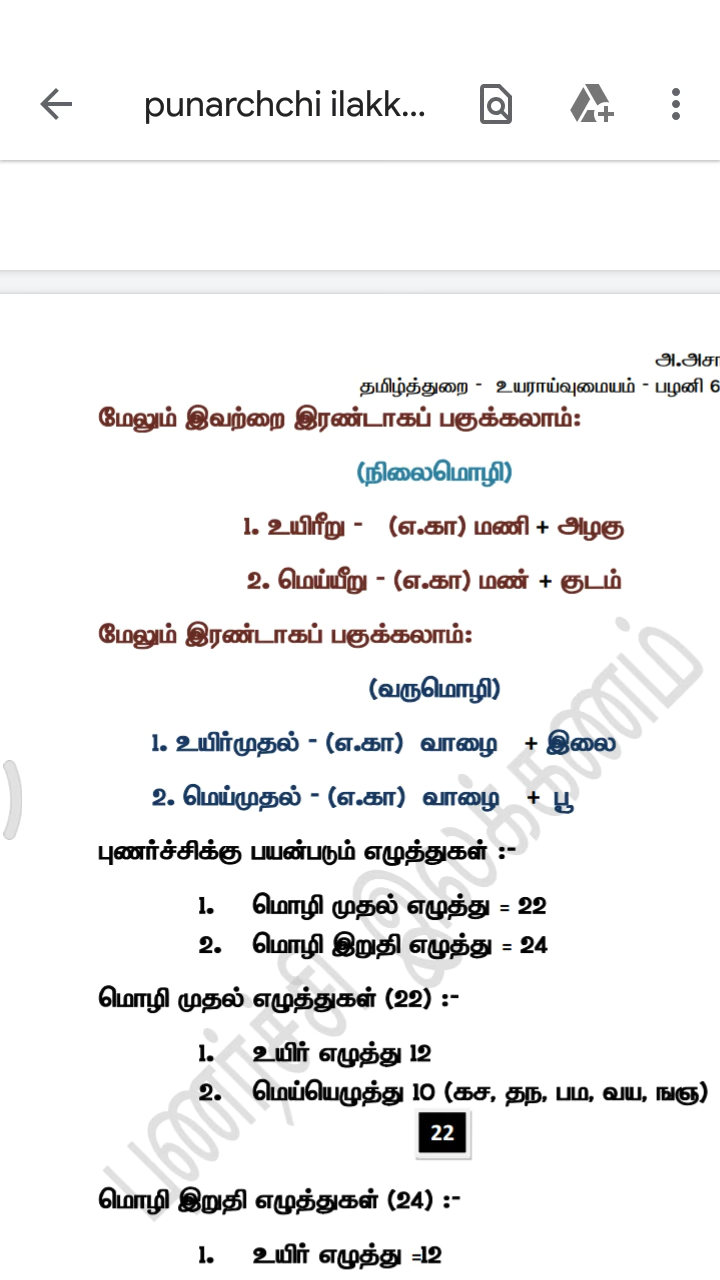 punarchchi ilakk...
அ.அசா
தமிழ்த்துறை - உயராய்வுமையம் - பழனி 6
மேலும் இவற்றை இரண்டாகப் பகுக்கலாம்:
(நிலைமொழி)
1. உயிரீறு - (எ.கா) மணி + அழகு
2. மெய்யீறு - (எ.கா) மண் + குடம்
மேலும் இரண்டாகப் பகுக்கலாம்:
(வருமொழி)
1. உயிர்முதல் - (எ.கா) வாழை + இலை
2. மெய்முதல் - (எ.கா) வாழை + பூ
புணர்ச்சிக்கு பயன்படும் எழுத்துகள் :-
1. மொழி முதல் எழுத்து = 22
2. மொழி இறுதி எழுத்து = 24
மொழி முதல் எழுத்துகள் (22) :-
1. உயிர் எழுத்து 12
2. மெய்யெழுத்து 10 (கச, தந, பம, வய, ஙஞ)
22
மொழி இறுதி எழுத்துகள் (24) :-
1. உயிர் எழுத்து =12
புணர்ச்சி இலக்கணம்